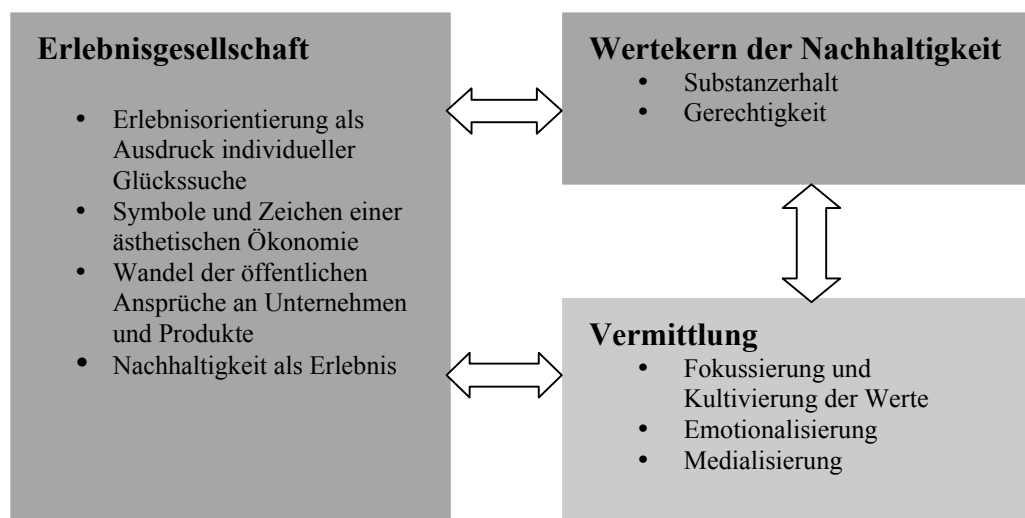 Erlebnisgesellschaft
• Erlebnisorientierung als
Ausdruck individueller
Glückssuche
• Symbole und Zeichen einer
ästhetischen Ökonomie
• Wandel der öffentlichen
Ansprüche an Unternehmen
und Produkte
• Nachhaltigkeit als Erlebnis
Wertekern der Nachhaltigkeit
• Substanzerhalt
• Gerechtigkeit
Vermittlung
• Fokussierung und
Kultivierung der Werte
• Emotionalisierung
• Medialisierung